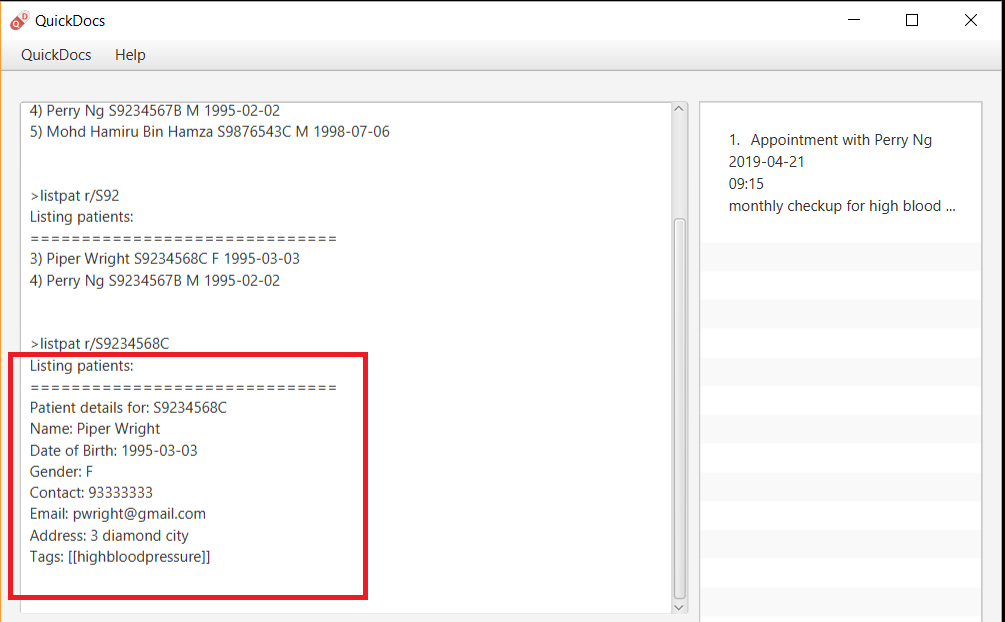 QuickDocs
QuickDocs Help
4) Perry Ng S9234567B M 1995-02-02
5) Mohd Hamiru Bin Hamza S9876543C M 1998-07-06
>listpat r/S92
Listing patients:
==============================
3) Piper Wright S9234568C F 1995-03-03
4) Perry Ng S9234567B M 1995-02-02
>listpat r/S9234568C
Listing patients:
==============================
Patient details for: S9234568C
Name: Piper Wright
Date of Birth: 1995-03-03
Gender: F
Contact: 93333333
Email: pwright@gmail.com
Address: 3 diamond city
Tags: [[highbloodpressure]]
1. Appointment with Perry Ng
2019-04-21
09:15
monthly checkup for high blood ...